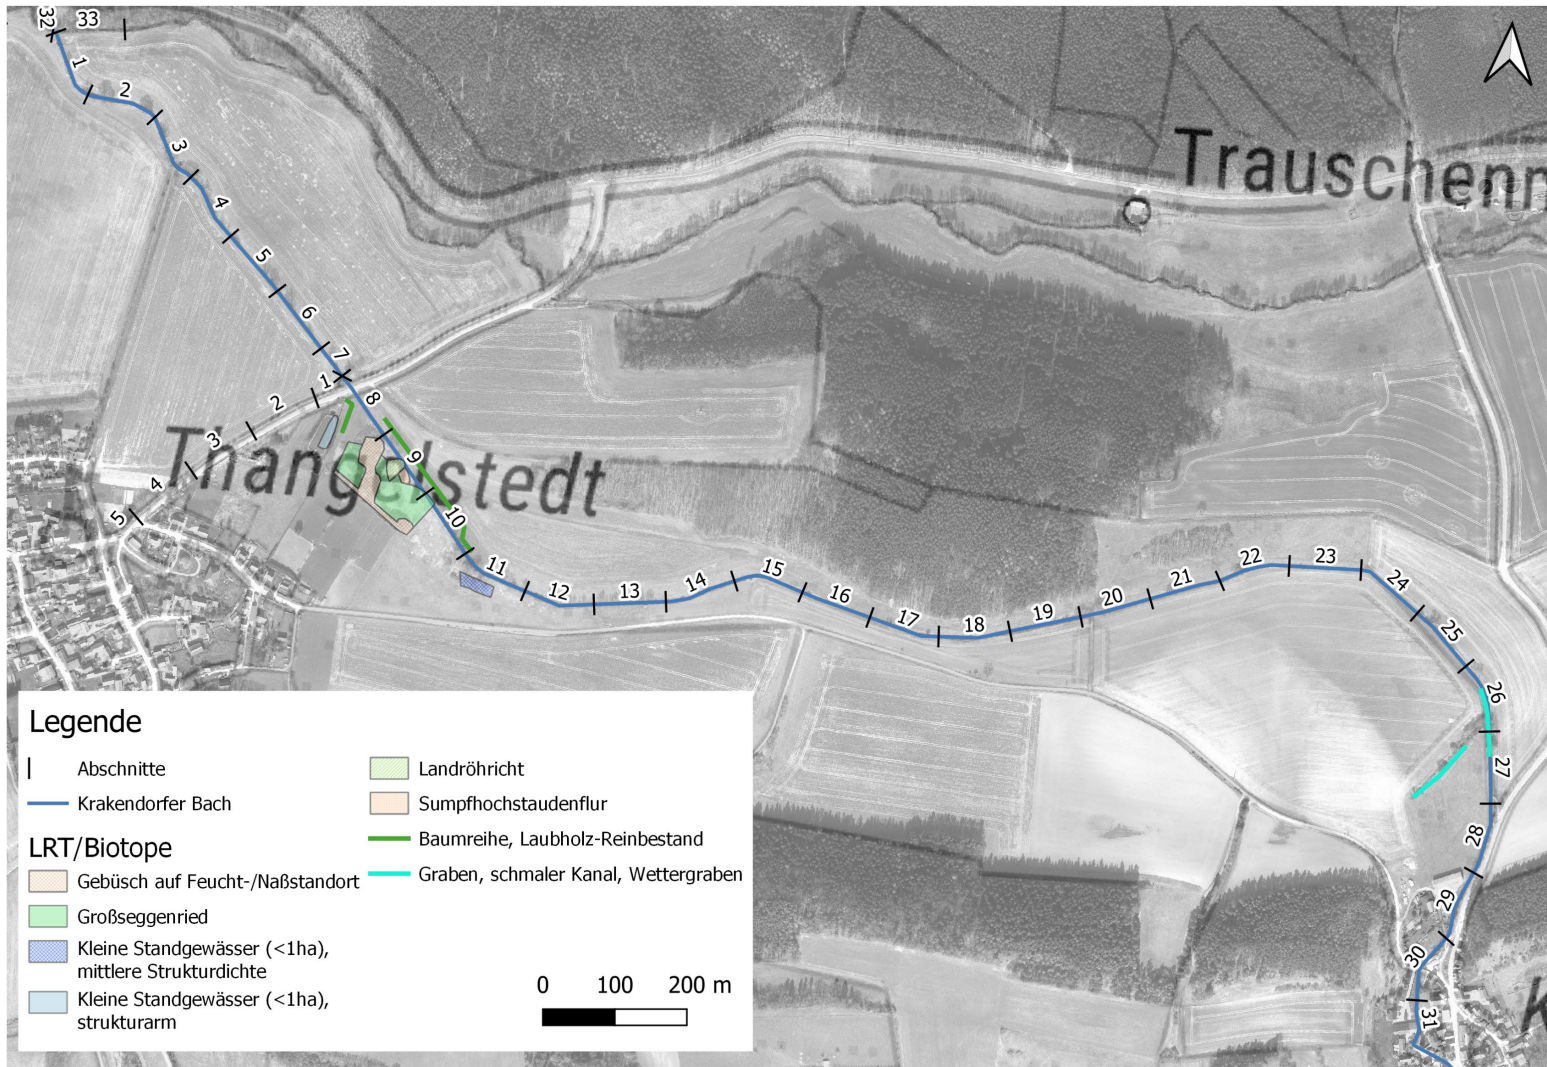 32
33
1
2
3
4
5
6
7
1
8
2
3
4
5
9
10
11
12
13
14
15
16
17
18
19
20
21
22
23
24
25
26
27
28
29
30
31
Trauschenm
Thangelstedt
K
Legende
Abschnitte
Krakendorfer Bach
LRT/Biotope
Gebüsch auf Feucht-/Naßstandort
Großseggenried
Kleine Standgewässer (<1ha),
mittlere Strukturdichte
Kleine Standgewässer (<1ha),
strukturarm
Landröhricht
Sumpfhochstaudenflur
Baumreihe, Laubholz-Reinbestand
Graben, schmaler Kanal, Wettergraben
0 100 200 m